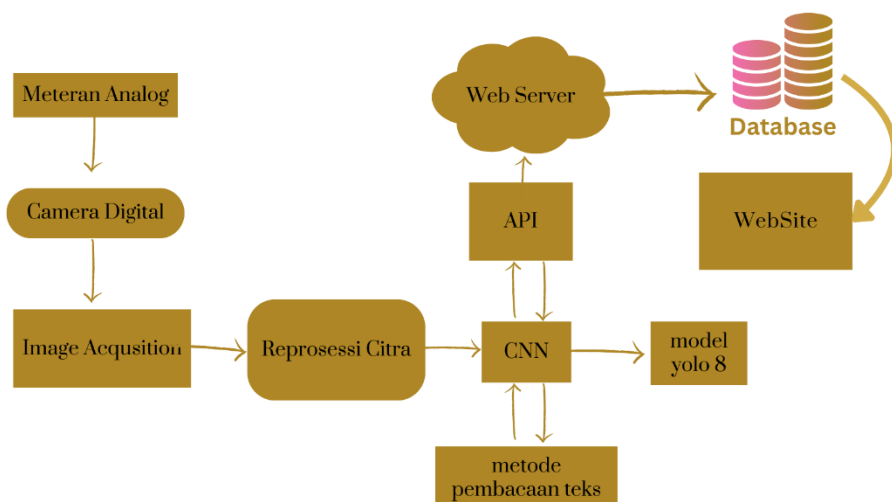 Meteran Analog
Camera Digital
Image Acqusition
Reprosessi Citra
CNN
model
yolo 8
metode
pembacaan teks
API
Web Server
Database
WebSite